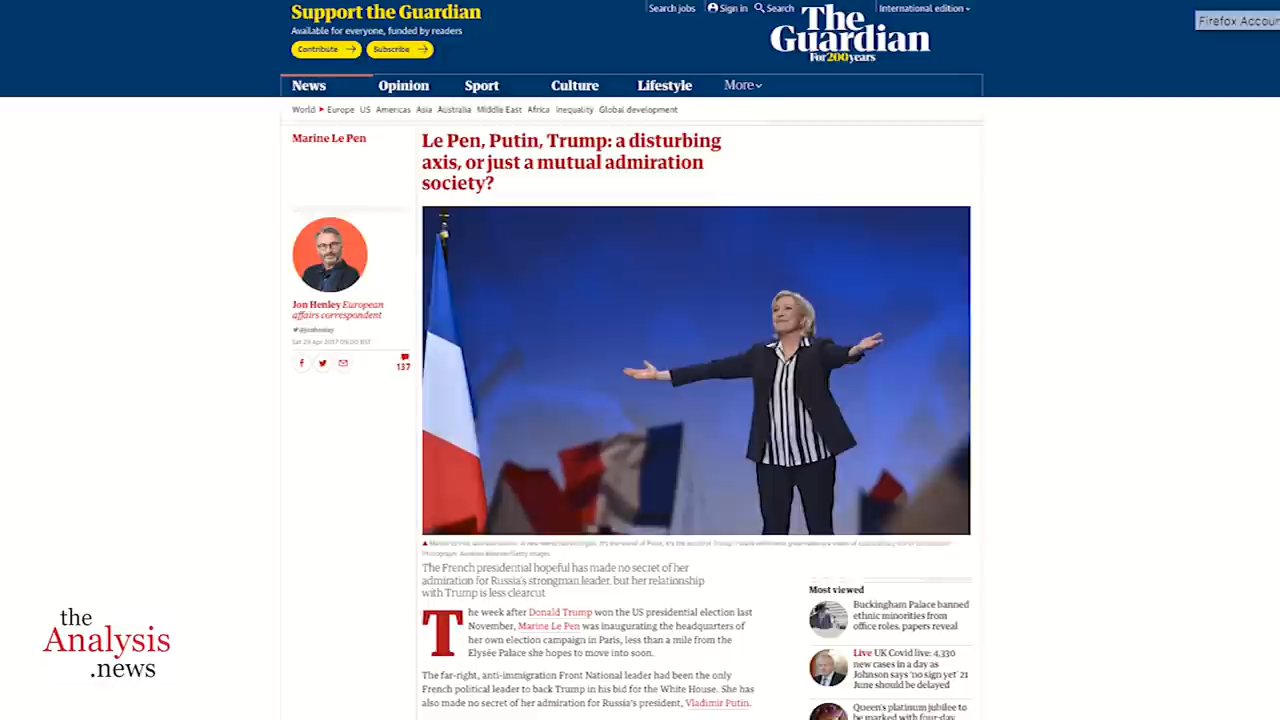 Support the Guardian
Available for everyone, funded by readers
Contribute →
Subscribe →
Search jobs
Sign in
Search
International edition
The
Guardian
For 200 years
Firefox Accoun
News
Opinion
Sport
Culture
Lifestyle
More
World
Europe
US
Americas
Asia
Australia
Middle East
Africa
Inequality
Global development
Marine Le Pen
Le Pen, Putin, Trump: a disturbing
axis, or just a mutual admiration
society?
Jon Henley European
affairs correspondent
@jonhenley
Sat 29 Apr 2017 09.00 BST
137
The French presidential hopeful has made no secret of her
admiration for Russia's strongman leader, but her relationship
with Trump is less clearcut
The week after Donald Trump won the US presidential election last
November, Marine Le Pen was inaugurating the headquarters of
her own election campaign in Paris, less than a mile from the
Elysée Palace she hopes to move into soon.
The far-right, anti-immigration Front National leader had been the only
French political leader to back Trump in his bid for the White House. She has
also made no secret of her admiration for Russia's president, Vladimir Putin.
Most viewed
Buckingham Palace banned
ethnic minorities from
office roles, papers reveal
Live UK Covid live: 4,330
new cases in a day as
Johnson says 'no sign yet' 21
June should be delayed
Queen's platinum jubilee to
be marked with four-day
the
Analysis
.news